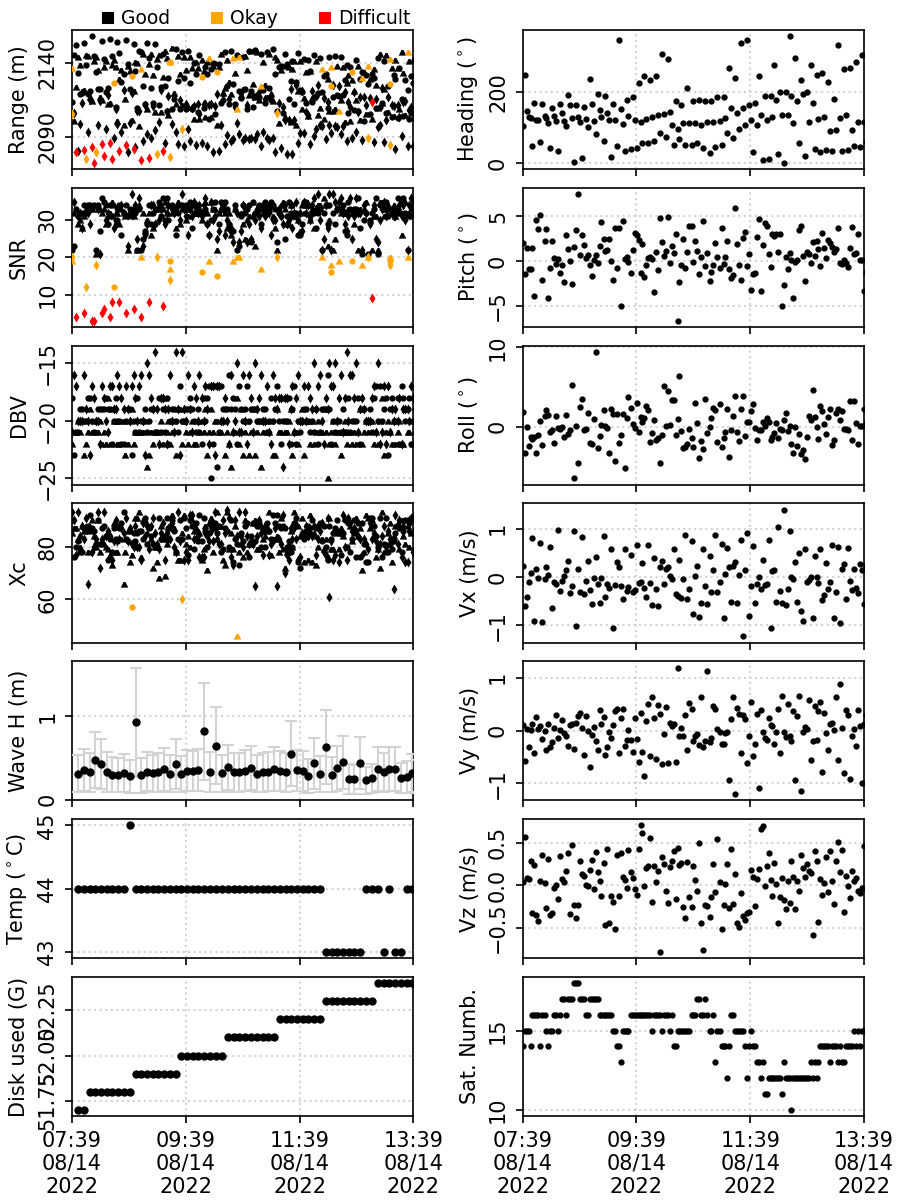 Good Okay Difficult
Range (m)
2140
2090
Heading (°)
200
0
SNR
30
20
10
Pitch (°)
5
0
−5
DBV
−15
−20
−25
Roll (°)
10
0
Xc
80
60
Vx (m/s)
1
0
−1
Wave H (m)
1
0
Vy (m/s)
1
0
−1
Temp (°C)
45
44
43
Vz (m/s)
0.5
0.0
−0.5
Disk used (G)
52.25
52.00
51.75
Sat. Numb.
15
10
07:39 09:39 11:39 13:39
08/14 08/14 08/14 08/14
2022 2022 2022 2022
07:39 09:39 11:39 13:39
08/14 08/14 08/14 08/14
2022 2022 2022 2022